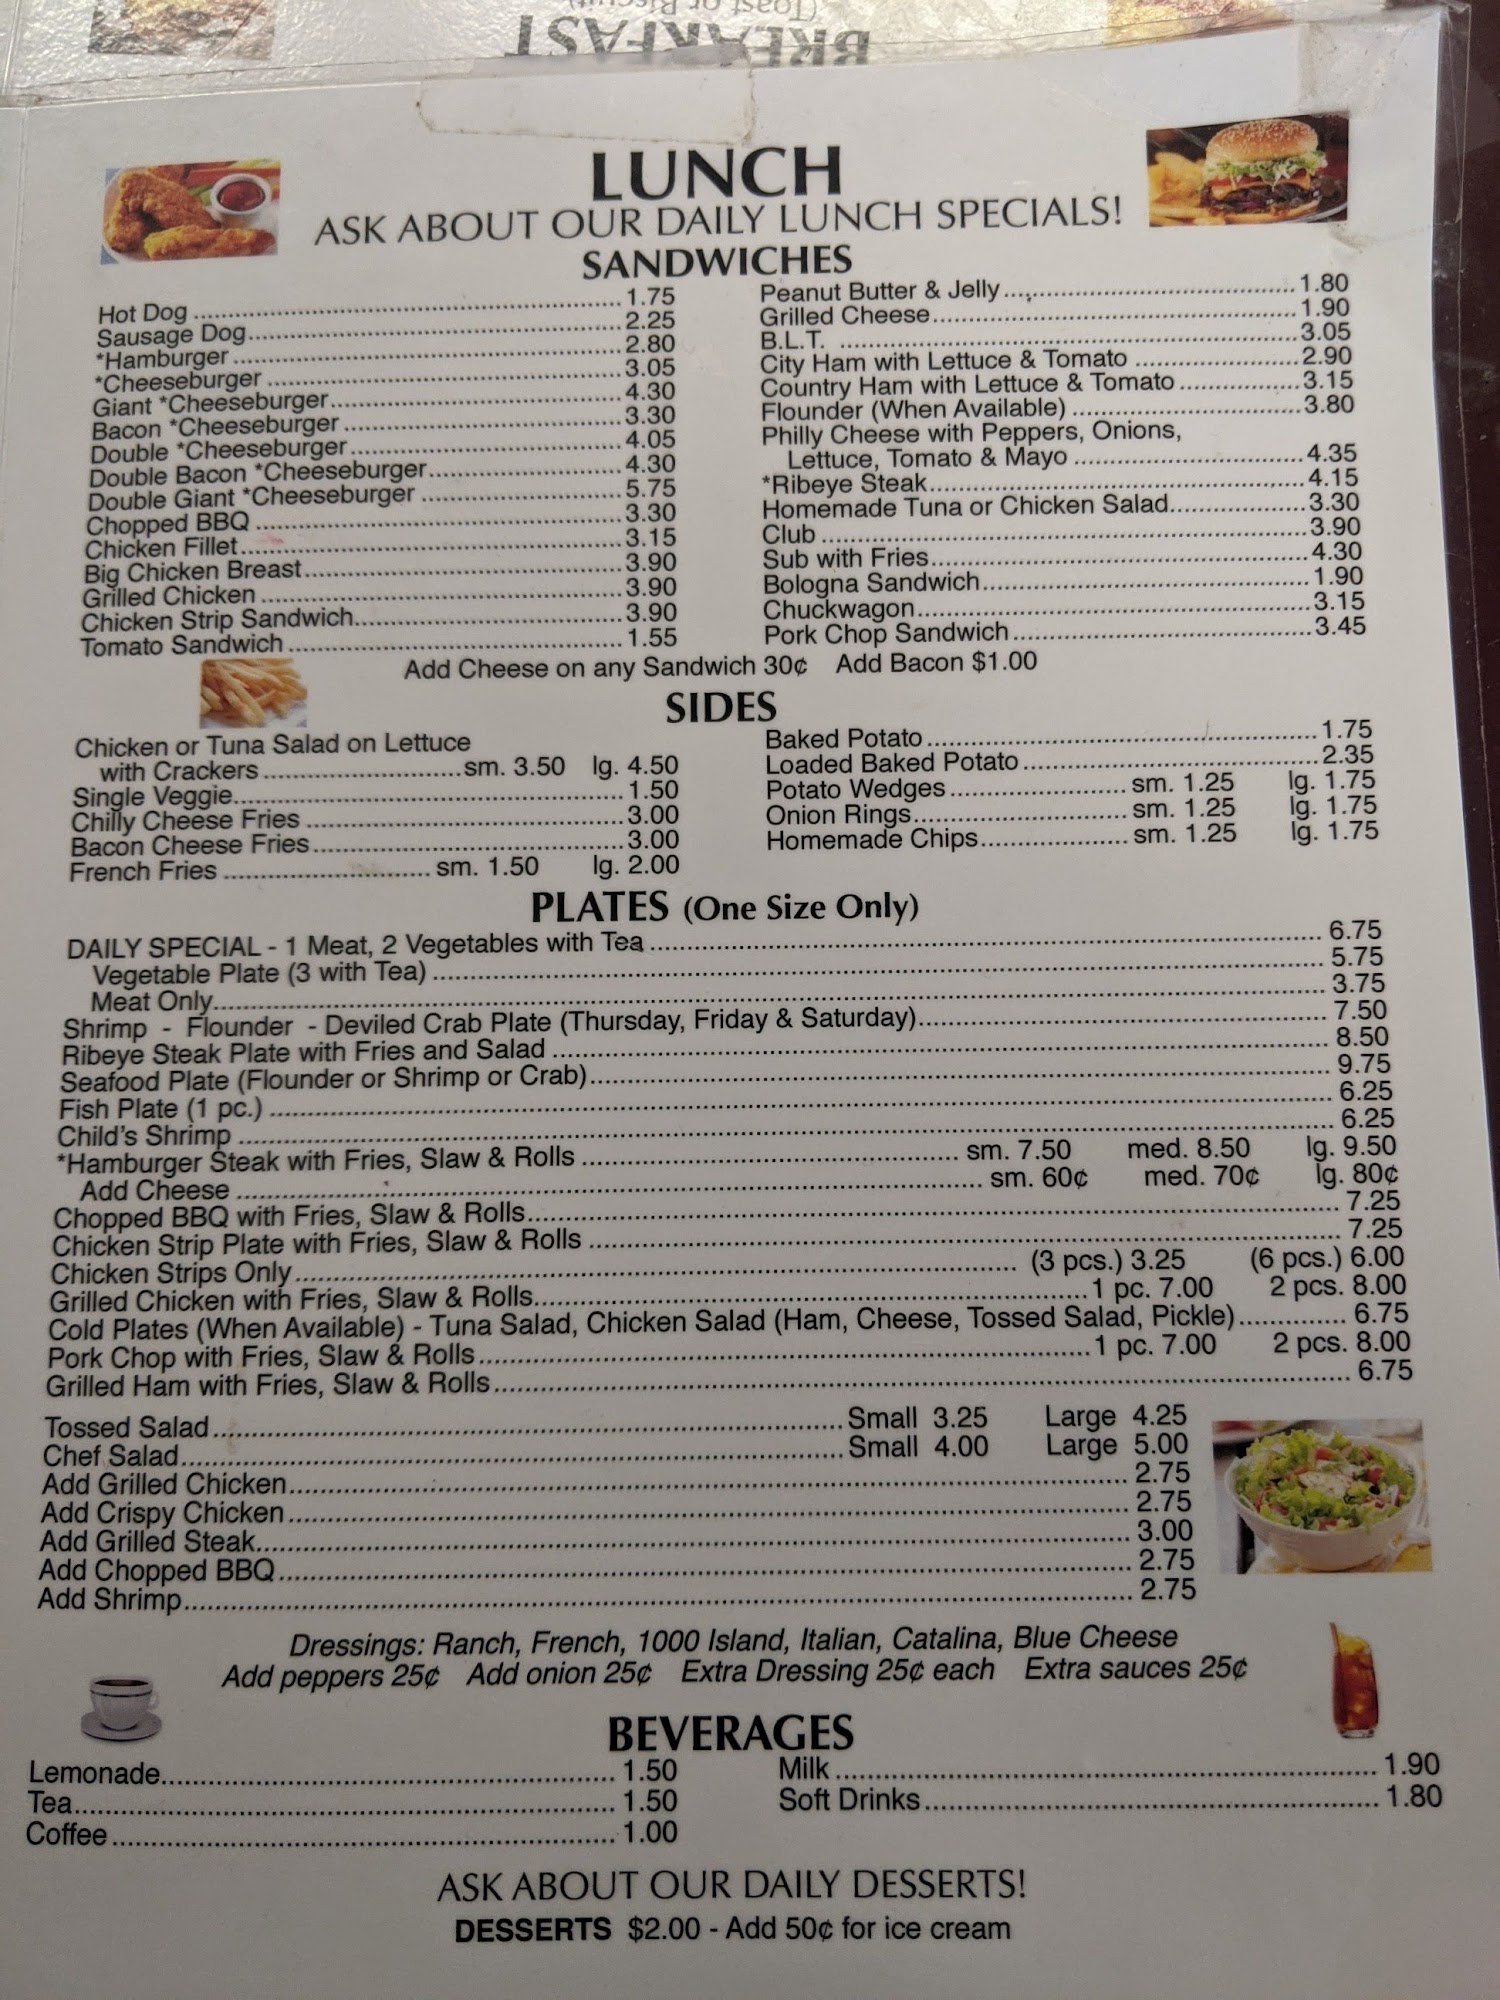 (Toast or Biscuit)
BREAKFAST
LUNCH
ASK ABOUT OUR DAILY LUNCH SPECIALS!
SANDWICHES
Hot Dog 1.75
Sausage Dog 2.25
*Hamburger 2.80
*Cheeseburger 3.05
Giant *Cheeseburger 4.30
Bacon *Cheeseburger 3.30
Double *Cheeseburger 4.05
Double Bacon *Cheeseburger 4.30
Double Giant *Cheeseburger 5.75
Chopped BBQ 3.30
Chicken Fillet 3.15
Big Chicken Breast 3.90
Grilled Chicken 3.90
Chicken Strip Sandwich 3.90
Tomato Sandwich 1.55
Peanut Butter & Jelly 1.80
Grilled Cheese 1.90
B.L.T. 3.05
City Ham with Lettuce & Tomato 2.90
Country Ham with Lettuce & Tomato 3.15
Flounder (When Available) 3.80
Philly Cheese with Peppers, Onions,
Lettuce, Tomato & Mayo 4.35
*Ribeye Steak 4.15
Homemade Tuna or Chicken Salad 3.30
Club 3.90
Sub with Fries 4.30
Bologna Sandwich 1.90
Chuckwagon 3.15
Pork Chop Sandwich 3.45
Add Cheese on any Sandwich 30¢ Add Bacon $1.00
SIDES
Chicken or Tuna Salad on Lettuce
with Crackers sm. 3.50 lg. 4.50
Single Veggie 1.50
Chilly Cheese Fries 3.00
Bacon Cheese Fries 3.00
French Fries sm. 1.50 lg. 2.00
Baked Potato 1.75
Loaded Baked Potato 2.35
Potato Wedges sm. 1.25 lg. 1.75
Onion Rings sm. 1.25 lg. 1.75
Homemade Chips sm. 1.25 lg. 1.75
PLATES (One Size Only)
DAILY SPECIAL - 1 Meat, 2 Vegetables with Tea 6.75
Vegetable Plate (3 with Tea) 5.75
Meat Only 3.75
Shrimp - Flounder - Deviled Crab Plate (Thursday, Friday & Saturday) 7.50
Ribeye Steak Plate with Fries and Salad 8.50
Seafood Plate (Flounder or Shrimp or Crab) 9.75
Fish Plate (1 pc.) 6.25
Child's Shrimp 6.25
*Hamburger Steak with Fries, Slaw & Rolls sm. 7.50 med. 8.50 lg. 9.50
Add Cheese sm. 60¢ med. 70¢ lg. 80¢
Chopped BBQ with Fries, Slaw & Rolls 7.25
Chicken Strip Plate with Fries, Slaw & Rolls 7.25
Chicken Strips Only (3 pcs.) 3.25 (6 pcs.) 6.00
Grilled Chicken with Fries, Slaw & Rolls 1 pc. 7.00 2 pcs. 8.00
Cold Plates (When Available) - Tuna Salad, Chicken Salad (Ham, Cheese, Tossed Salad, Pickle) 6.75
Pork Chop with Fries, Slaw & Rolls 1 pc. 7.00 2 pcs. 8.00
Grilled Ham with Fries, Slaw & Rolls 6.75
Tossed Salad Small 3.25 Large 4.25
Chef Salad Small 4.00 Large 5.00
Add Grilled Chicken 2.75
Add Crispy Chicken 2.75
Add Grilled Steak 3.00
Add Chopped BBQ 2.75
Add Shrimp 2.75
Dressings: Ranch, French, 1000 Island, Italian, Catalina, Blue Cheese
Add peppers 25¢ Add onion 25¢ Extra Dressing 25¢ each Extra sauces 25¢
BEVERAGES
Lemonade 1.50
Tea 1.50
Coffee 1.00
Milk 1.90
Soft Drinks 1.80
ASK ABOUT OUR DAILY DESSERTS!
DESSERTS $2.00 - Add 50¢ for ice cream